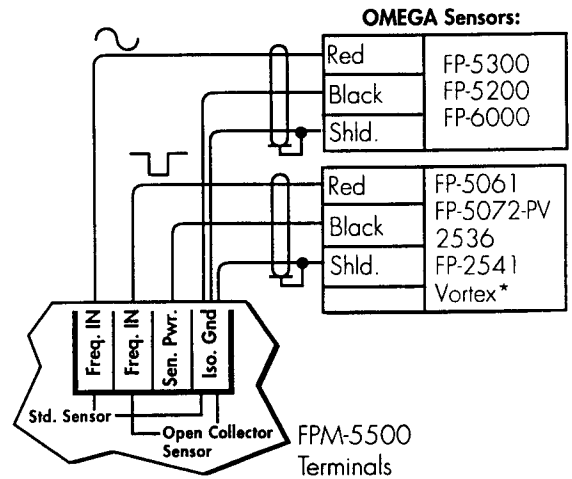 OMEGA Sensors:
Red
Black
Shld.
FP-5300
FP-5200
FP-6000
Red
Black
Shld.
FP-5061
FP-5072-PV
2536
FP-2541
Vortex*
Freq. IN
Freq. IN
Sen. Pwr.
Iso. Gnd
Std. Sensor
Open Collector
Sensor
FPM-5500
Terminals